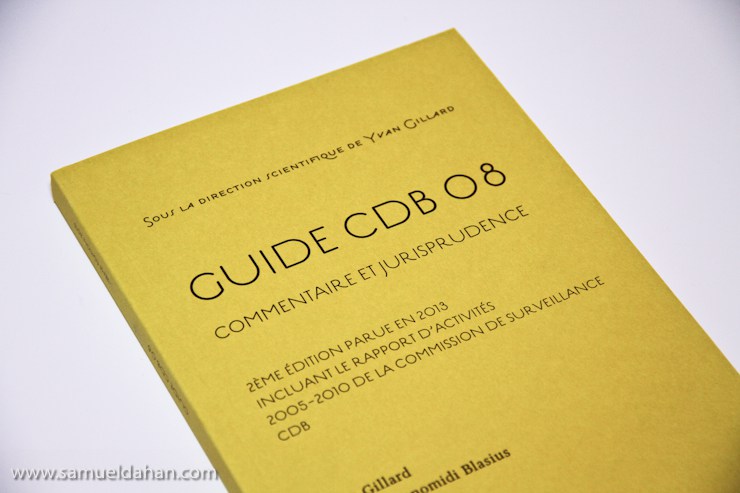 Sous la direction scientifique de Yvan Gillard
GUIDE CDB 08
COMMENTAIRE ET JURISPRUDENCE
2ÈME ÉDITION PARUE EN 2013
INCLUANT LE RAPPORT D'ACTIVITÉS
2005-2010 DE LA COMMISSION DE SURVEILLANCE
CDB
Gillard
Blasius
www.samueldahan.com